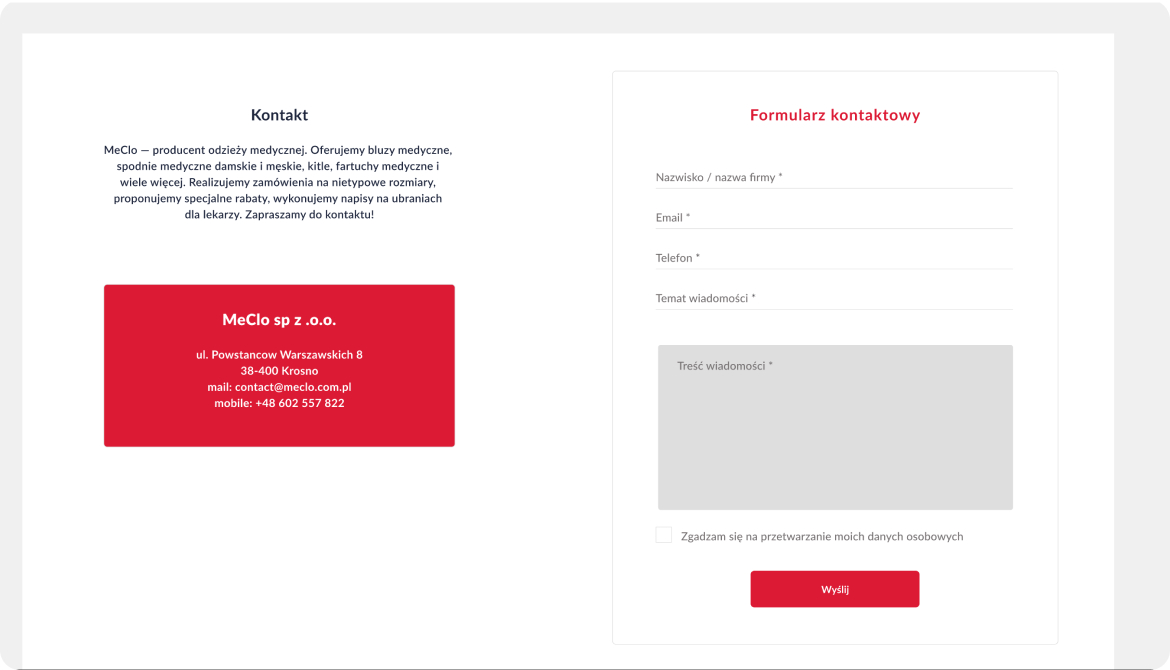 Kontakt
MeClo — producent odzieży medycznej. Oferujemy bluzy medyczne,
spodnie medyczne damskie i męskie, kitle, fartuchy medyczne i
wiele więcej. Realizujemy zamówienia na nietypowe rozmiary,
proponujemy specjalne rabaty, wykonujemy napisy na ubraniach
dla lekarzy. Zapraszamy do kontaktu!
MeClo sp z .o.o.
ul. Powstancow Warszawskich 8
38-400 Krosno
mail: contact@meclo.com.pl
mobile: +48 602 557 822
Formularz kontaktowy
Nazwisko / nazwa firmy *
Email *
Telefon *
Temat wiadomości *
Treść wiadomości *
Zgadzam się na przetwarzanie moich danych osobowych
Wyślij